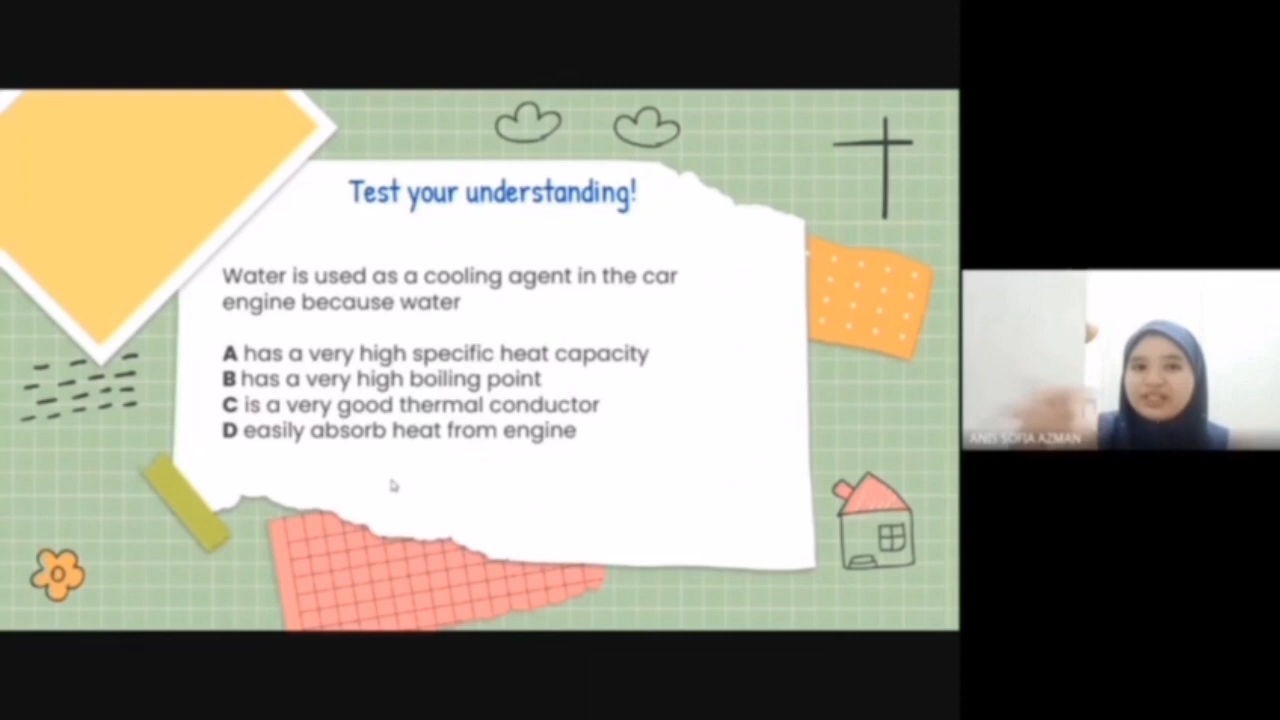 Test your understanding!
Water is used as a cooling agent in the car
engine because water
A has a very high specific heat capacity
B has a very high boiling point
C is a very good thermal conductor
D easily absorb heat from engine
ANIS SOFIA AZMAN